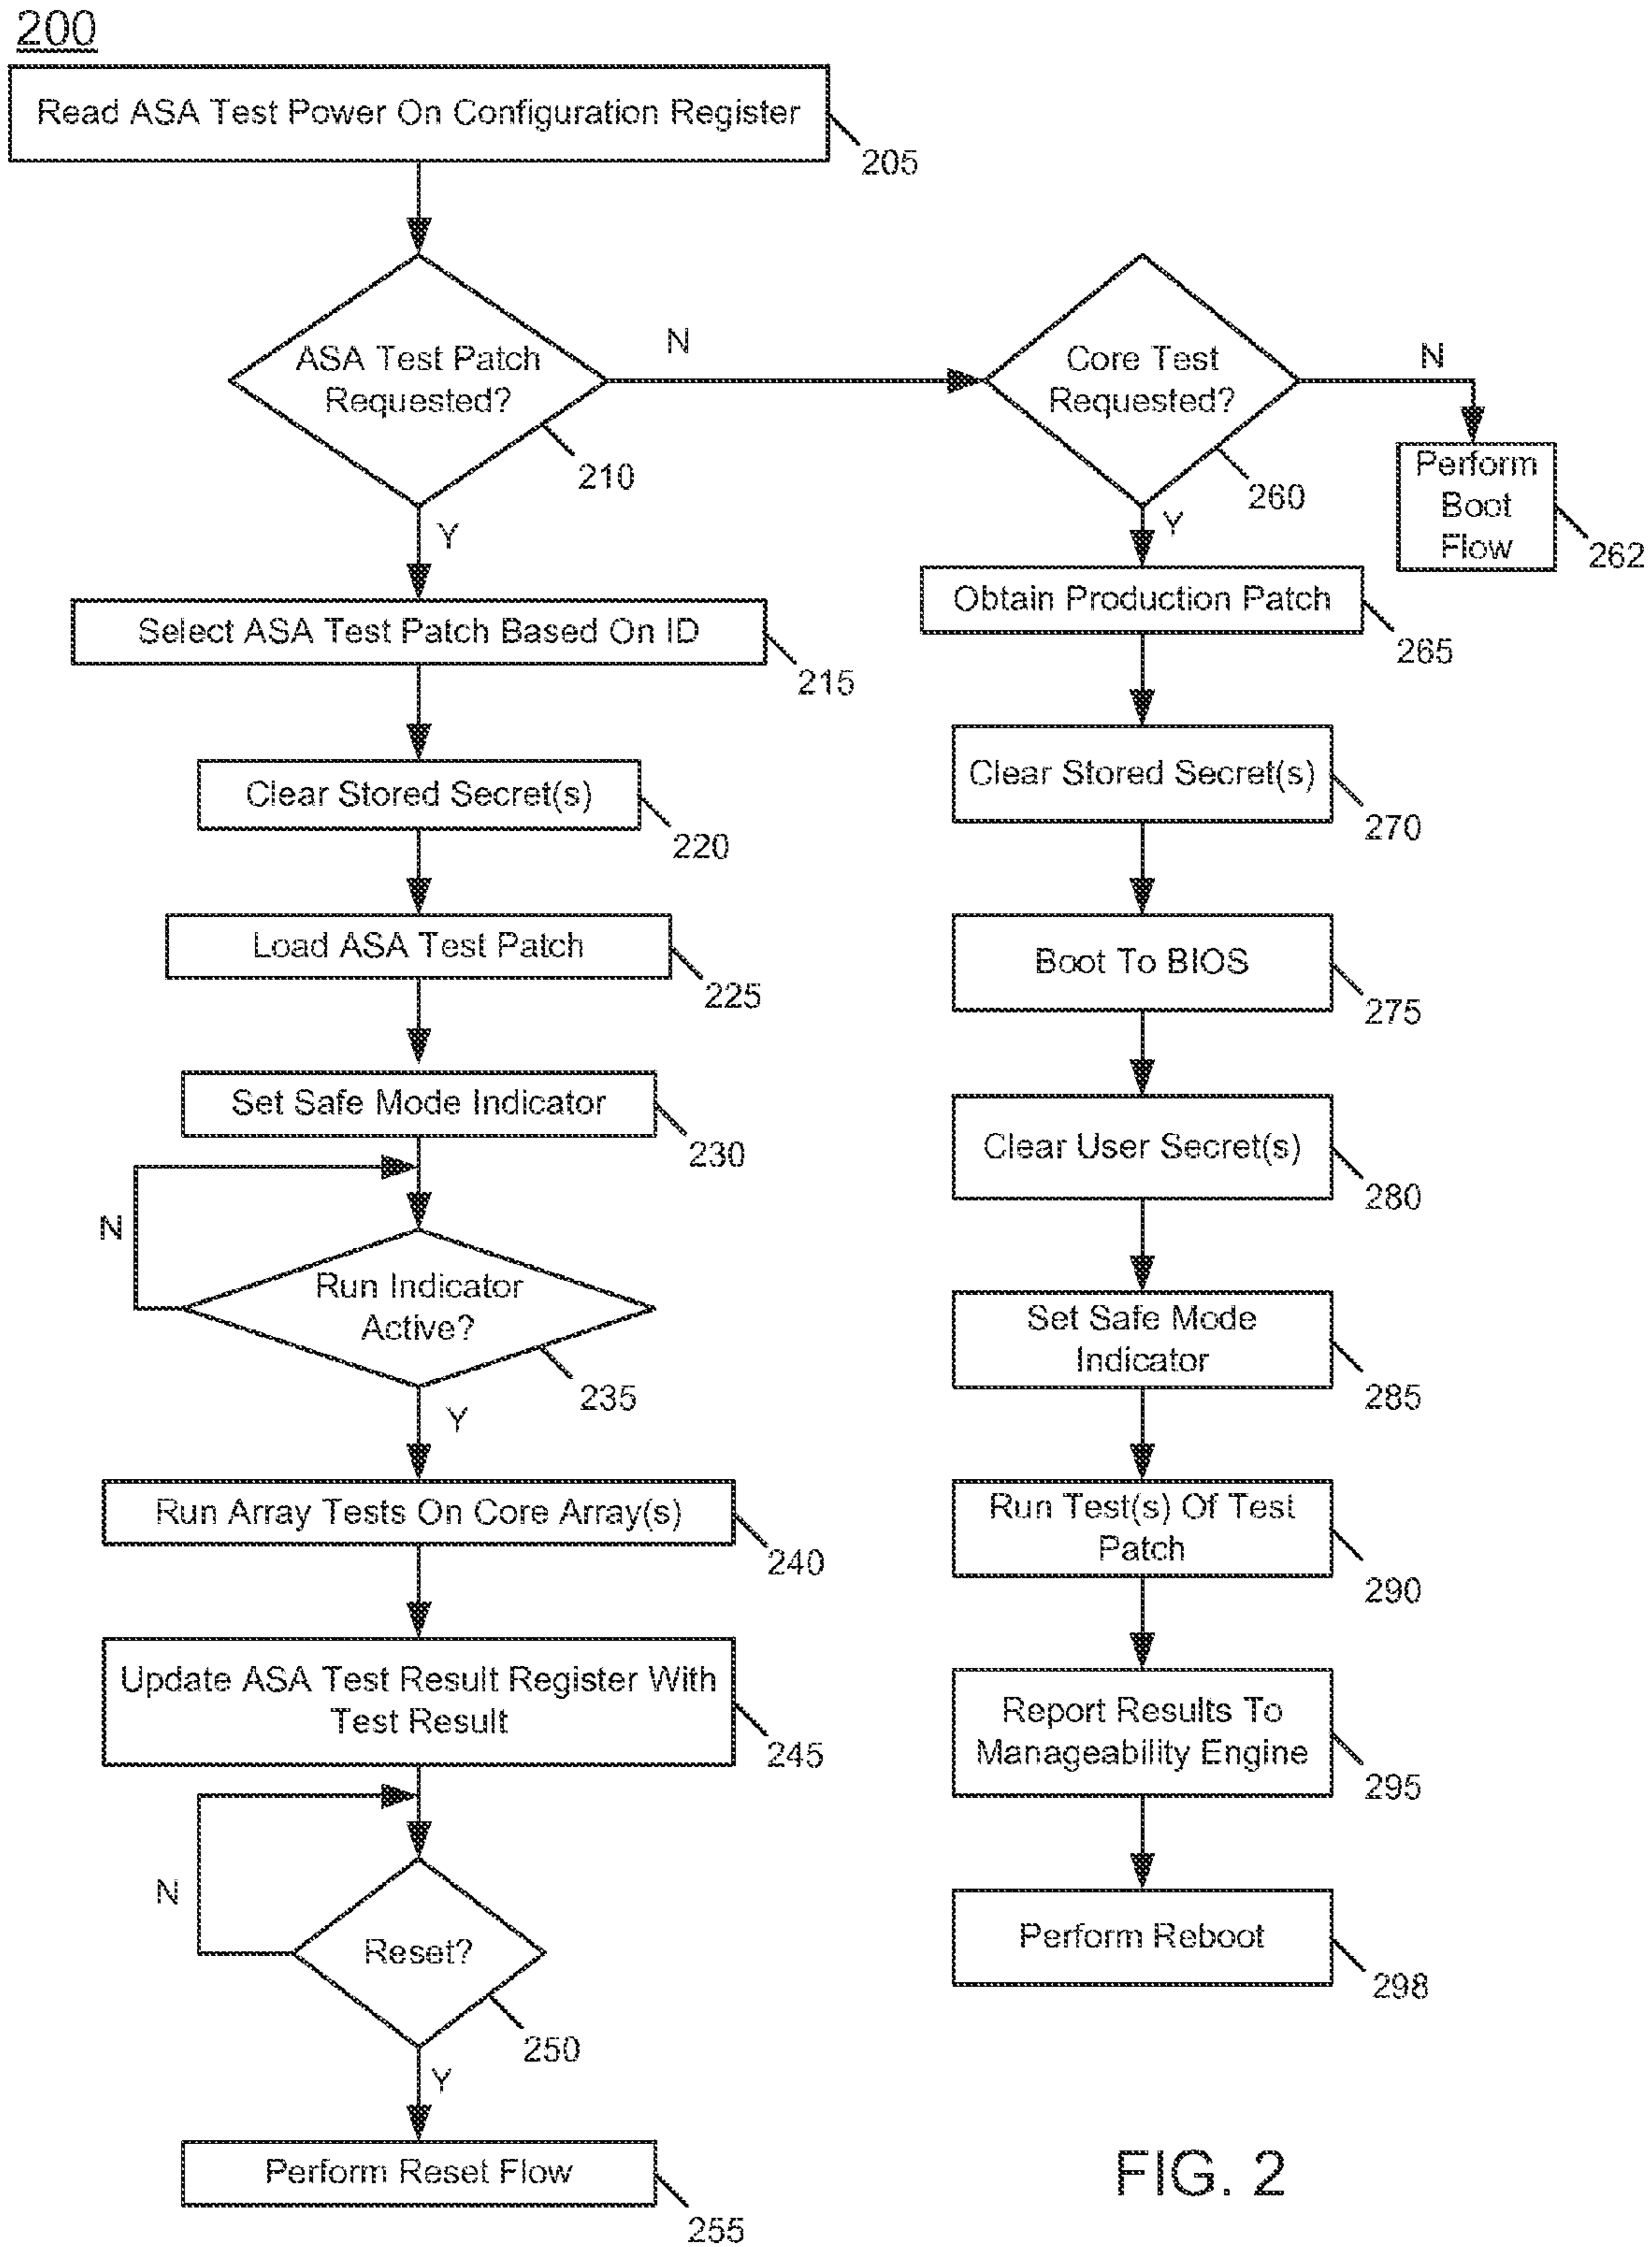 200
Read ASA Test Power On Configuration Register
205
ASA Test Patch
Requested?
210
N
Y
Core Test
Requested?
260
N
Y
Perform
Boot
Flow
262
Select ASA Test Patch Based On ID
215
Clear Stored Secret(s)
220
Load ASA Test Patch
225
Set Safe Mode Indicator
230
N
Run Indicator
Active?
235
Y
Run Array Tests On Core Array(s)
240
Update ASA Test Result Register With
Test Result
245
N
Reset?
250
Y
Perform Reset Flow
255
Obtain Production Patch
265
Clear Stored Secret(s)
270
Boot To BIOS
275
Clear User Secret(s)
280
Set Safe Mode
Indicator
285
Run Test(s) Of Test
Patch
290
Report Results To
Manageability Engine
295
Perform Reboot
298
FIG. 2